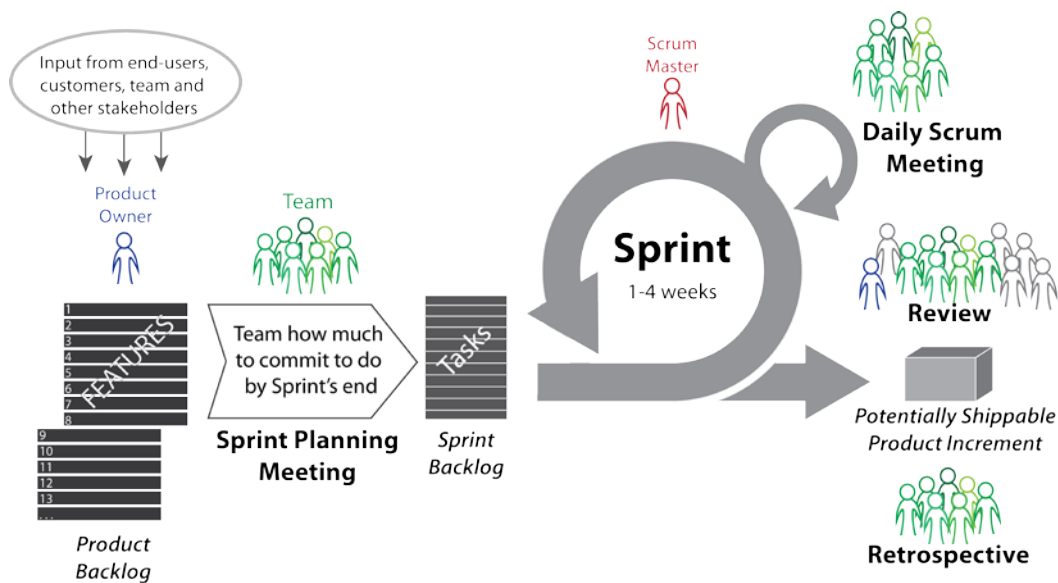 Input from end-users,
customers, team and
other stakeholders
Product
Owner
Team
Scrum
Master
Daily Scrum
Meeting
Sprint
1-4 weeks
Review
1
2
3
4
5
6
7
8
FEATURES
9
10
11
12
13
...
Product
Backlog
Team how much
to commit to do
by Sprint's end
Sprint Planning
Meeting
Tasks
Sprint
Backlog
Potentially Shippable
Product Increment
Retrospective